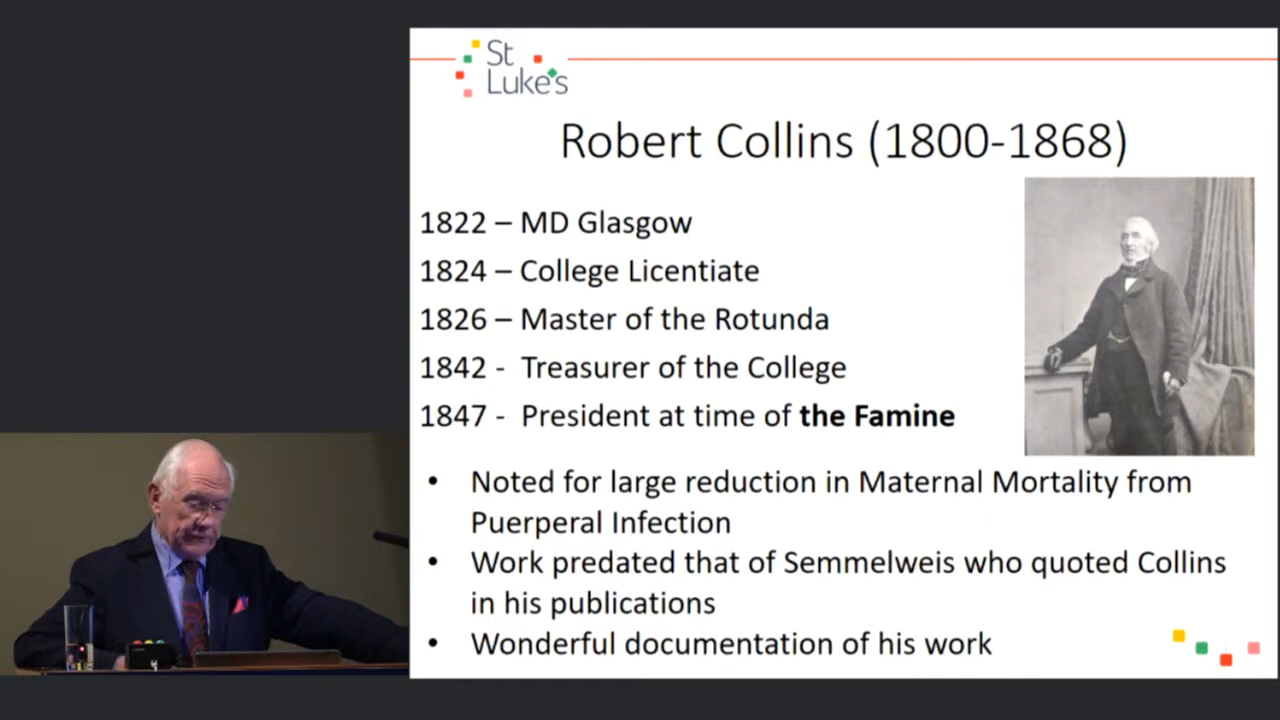 St
Luke's
Robert Collins (1800-1868)
1822 – MD Glasgow
1824 – College Licentiate
1826 – Master of the Rotunda
1842 - Treasurer of the College
1847 - President at time of the Famine
• Noted for large reduction in Maternal Mortality from
Puerperal Infection
• Work predated that of Semmelweis who quoted Collins
in his publications
• Wonderful documentation of his work